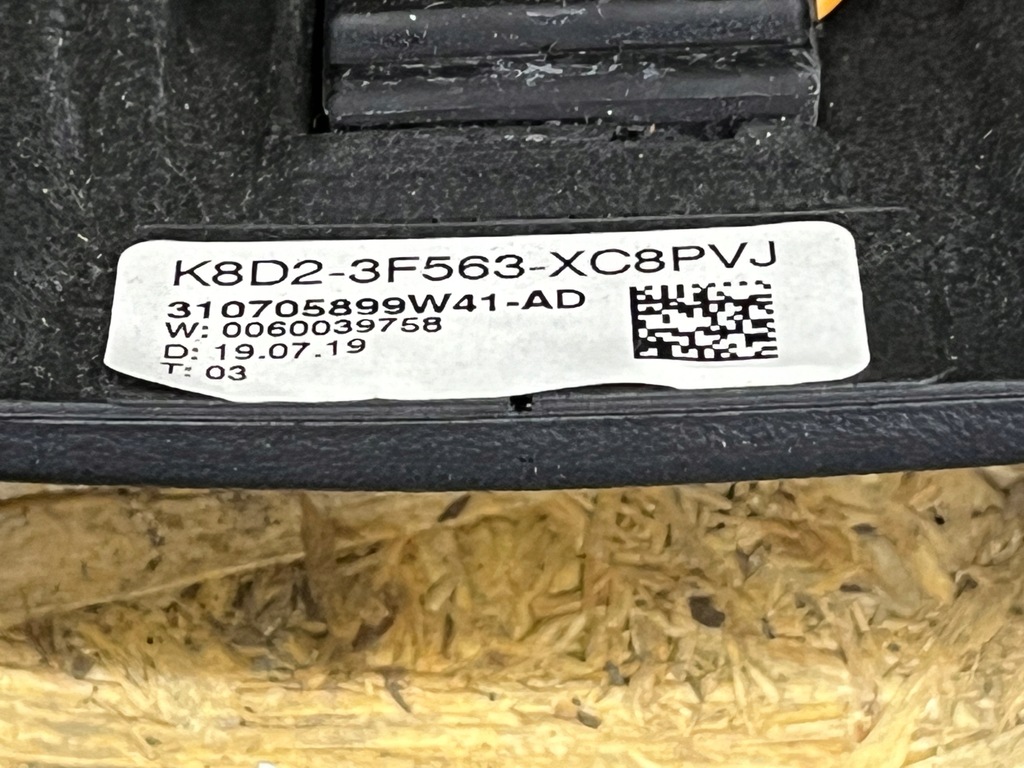 K8D2-3F563-XC8PVJ
310705899W41-AD
W: 0060039758
D: 19.07.19
T: 03